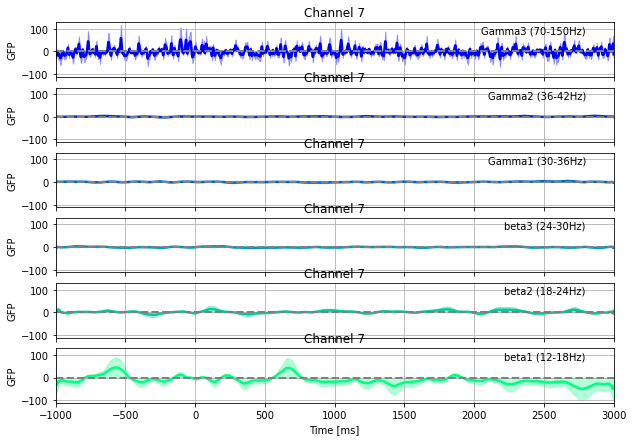 Channel 7
100
0
−100
GFP
Gamma3 (70-150Hz)
Channel 7
100
0
−100
GFP
Gamma2 (36-42Hz)
Channel 7
100
0
−100
GFP
Gamma1 (30-36Hz)
Channel 7
100
0
−100
GFP
beta3 (24-30Hz)
Channel 7
100
0
−100
GFP
beta2 (18-24Hz)
Channel 7
100
0
−100
GFP
beta1 (12-18Hz)
−1000 −500 0 500 1000 1500 2000 2500 3000
Time [ms]